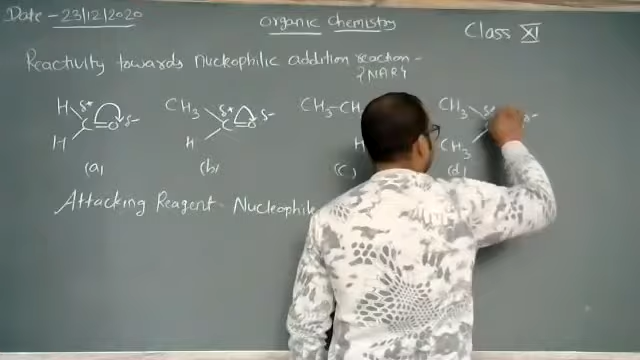 Date - 23/12/2020 Organic Chemistry Class XI
Reactivity towards nucleophilic addition reaction -
{NAR}
H δ+ C=O δ- H
CH3 δ+ C=O δ- H
CH3-CH H
CH3 δ+ δ- CH3
(a) (b) (c) (d)
Attacking Reagent - Nucleophile